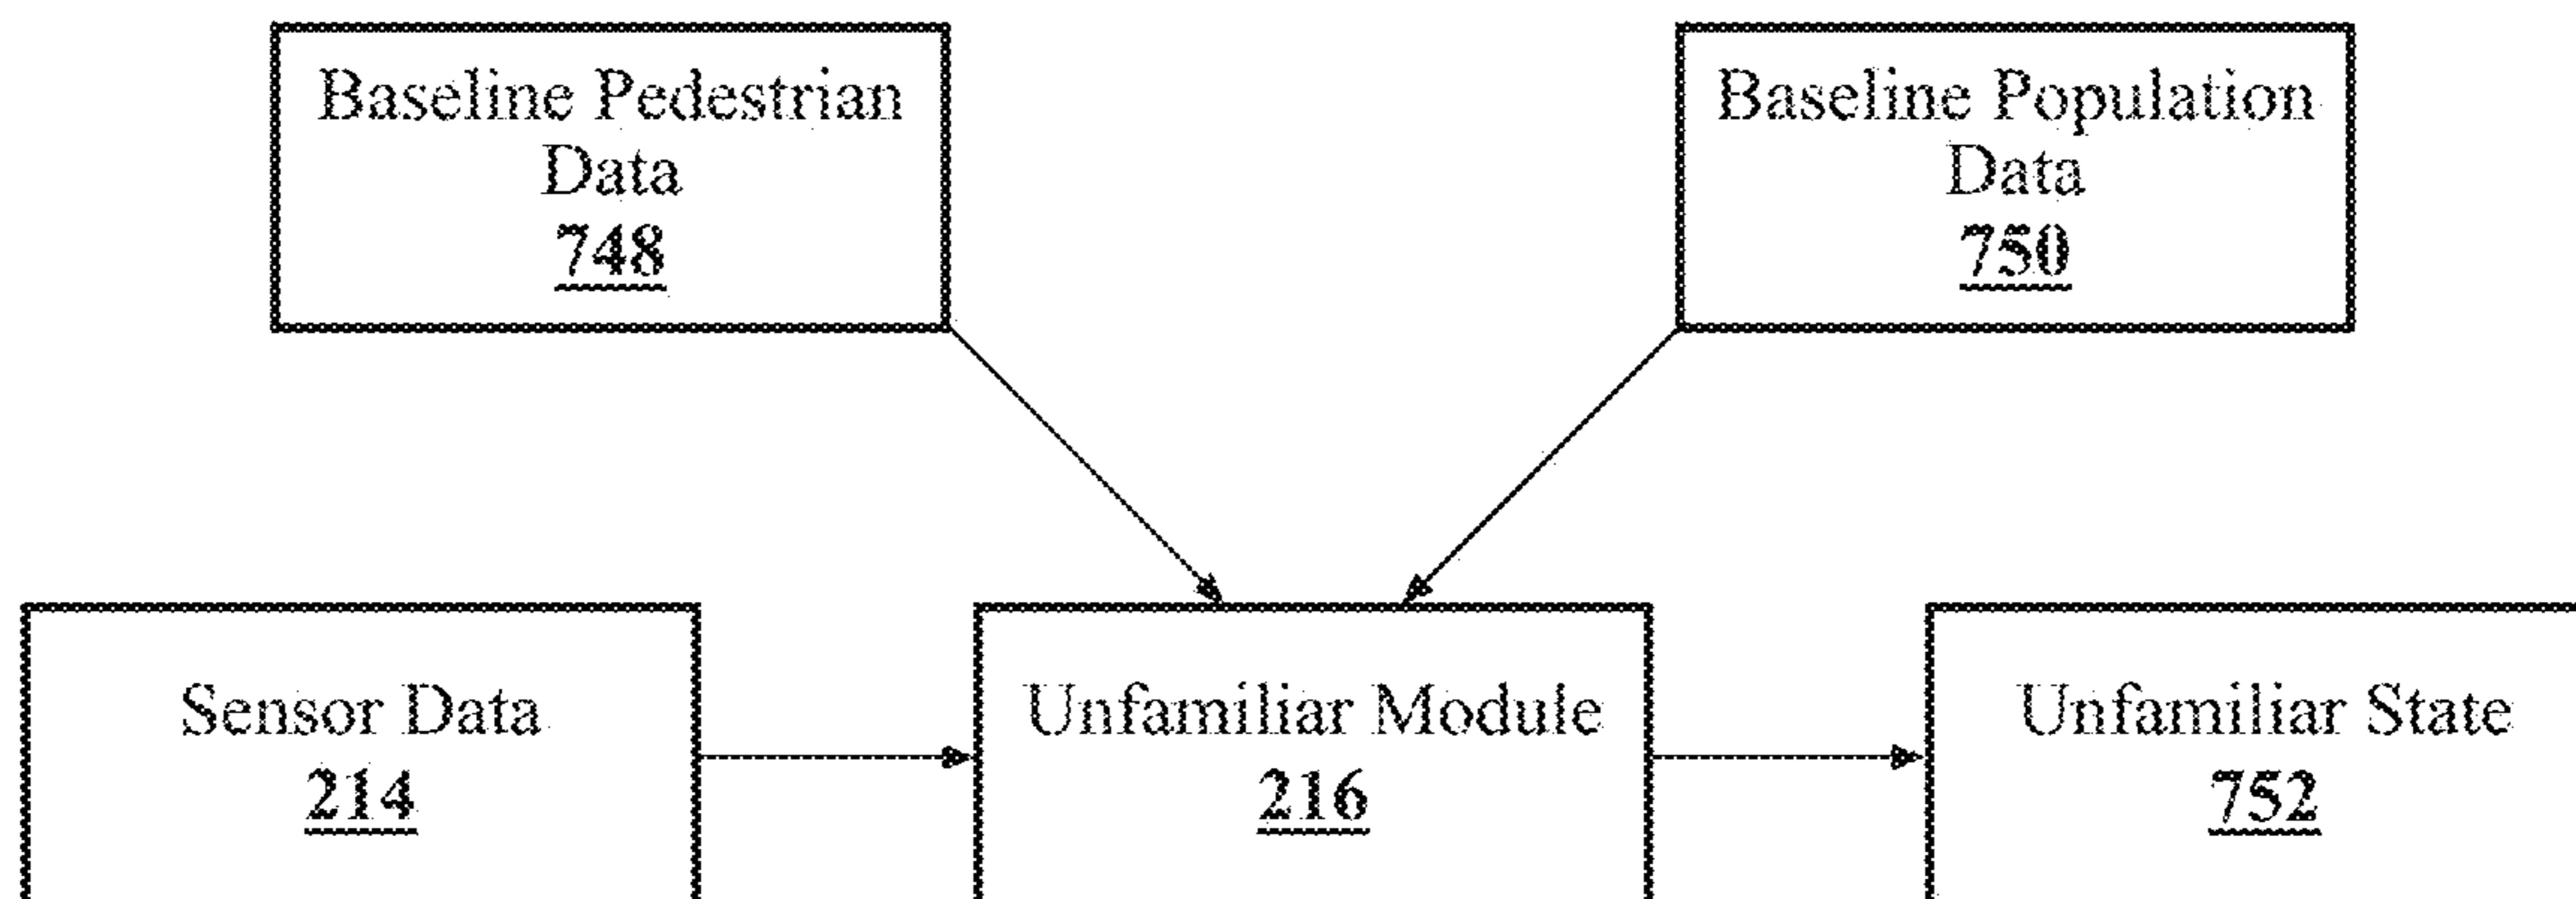 Baseline Pedestrian
Data
748
Baseline Population
Data
750
Sensor Data
214
Unfamiliar Module
216
Unfamiliar State
752